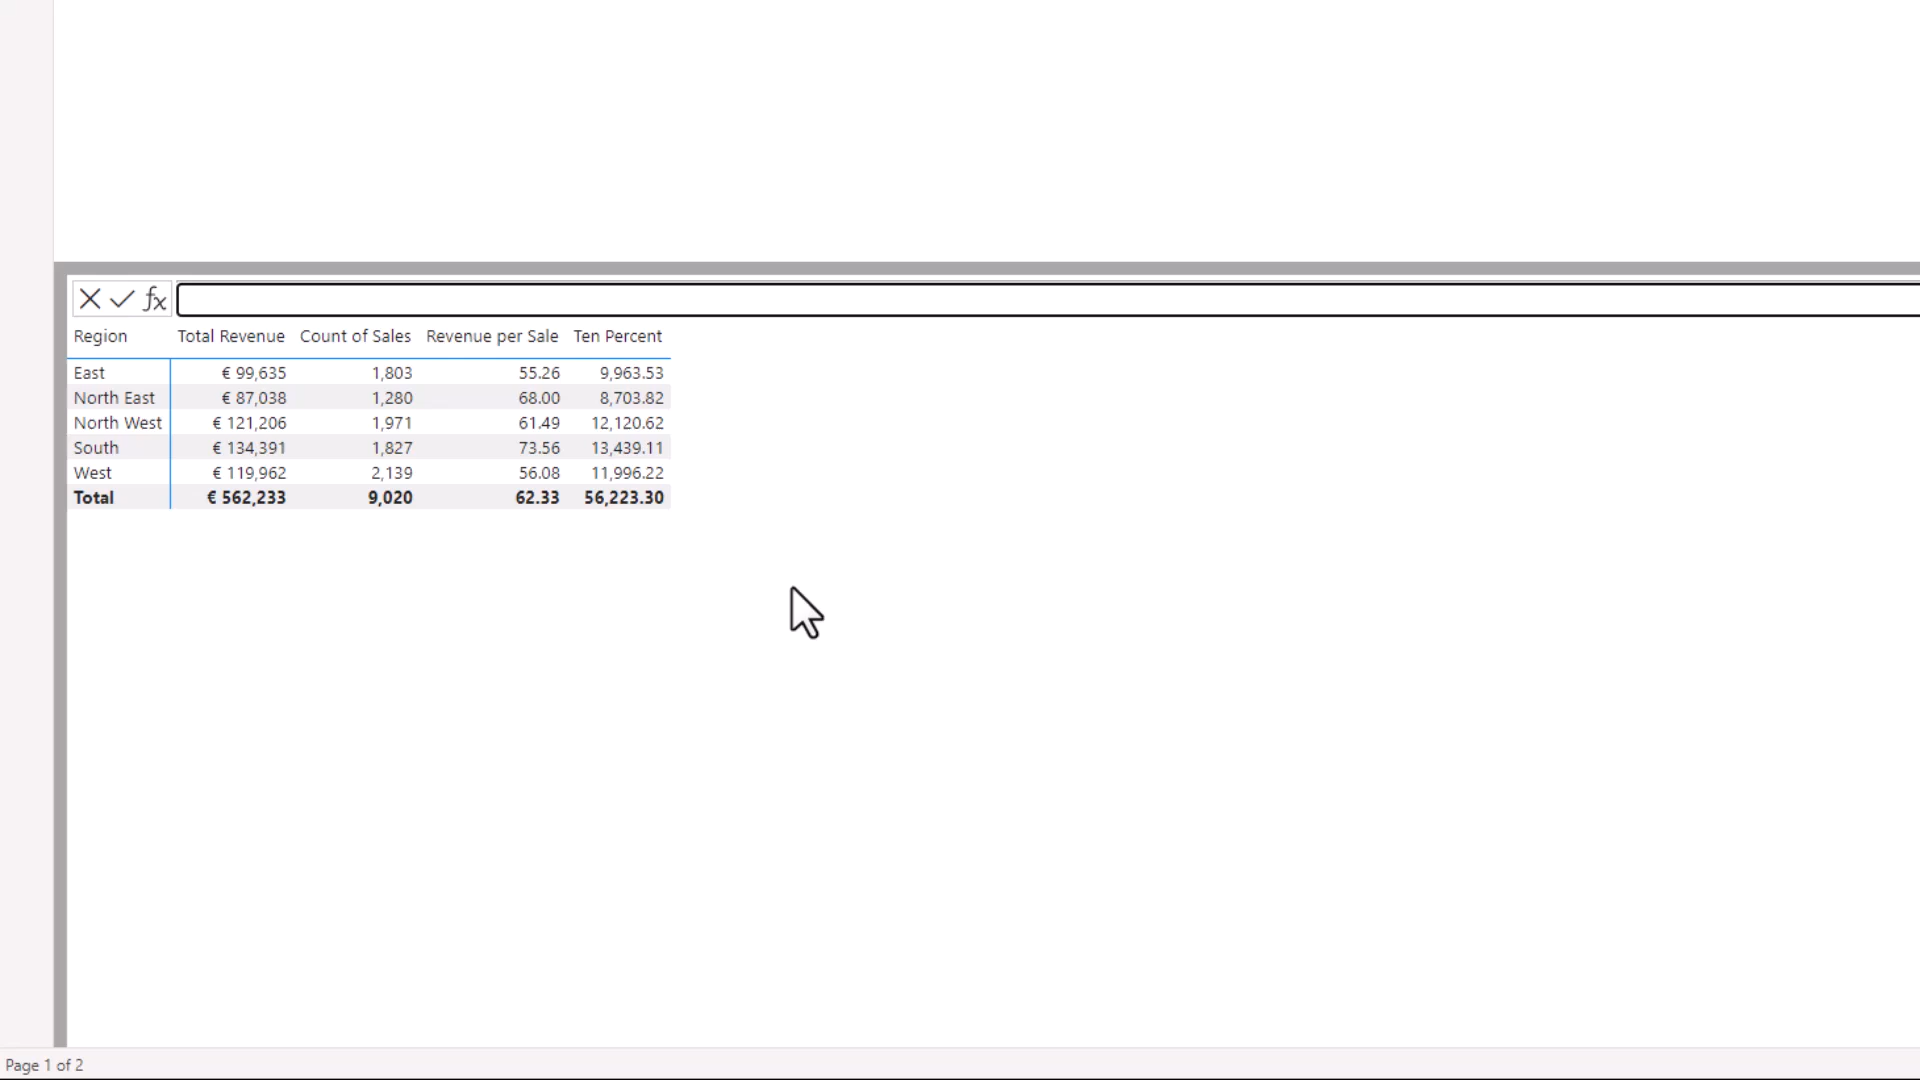 fx
Region Total Revenue Count of Sales Revenue per Sale Ten Percent
East € 99,635 1,803 55.26 9,963.53
North East € 87,038 1,280 68.00 8,703.82
North West € 121,206 1,971 61.49 12,120.62
South € 134,391 1,827 73.56 13,439.11
West € 119,962 2,139 56.08 11,996.22
Total € 562,233 9,020 62.33 56,223.30
Page 1 of 2